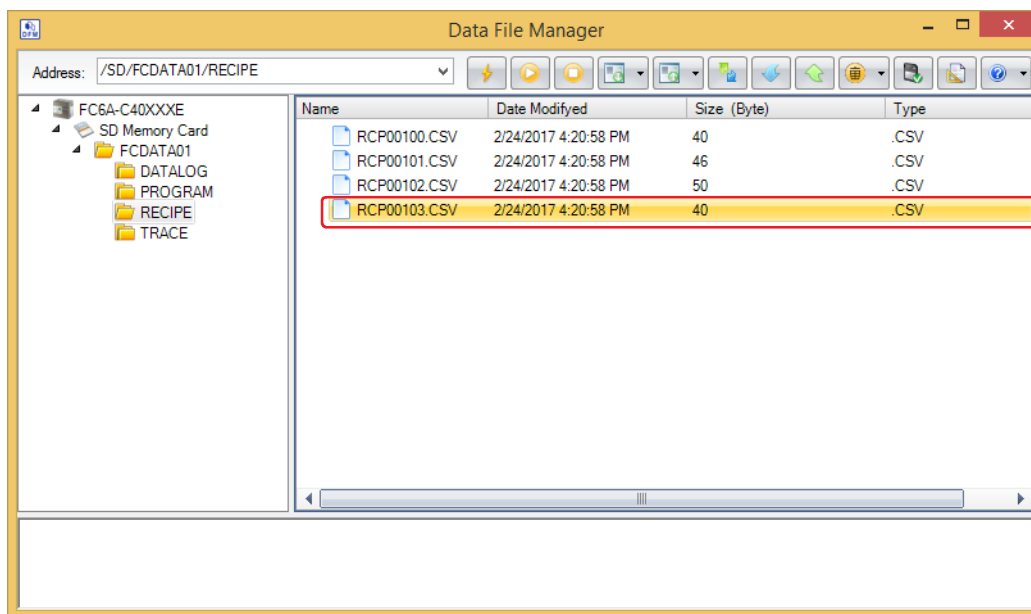 DFM
Data File Manager
Address: /SD/FCDATA01/RECIPE
FC6A-C40XXXE
SD Memory Card
FCDATA01
DATALOG
PROGRAM
RECIPE
TRACE
Name Date Modifyed Size (Byte) Type
RCP00100.CSV 2/24/2017 4:20:58 PM 40 .CSV
RCP00101.CSV 2/24/2017 4:20:58 PM 46 .CSV
RCP00102.CSV 2/24/2017 4:20:58 PM 50 .CSV
RCP00103.CSV 2/24/2017 4:20:58 PM 40 .CSV